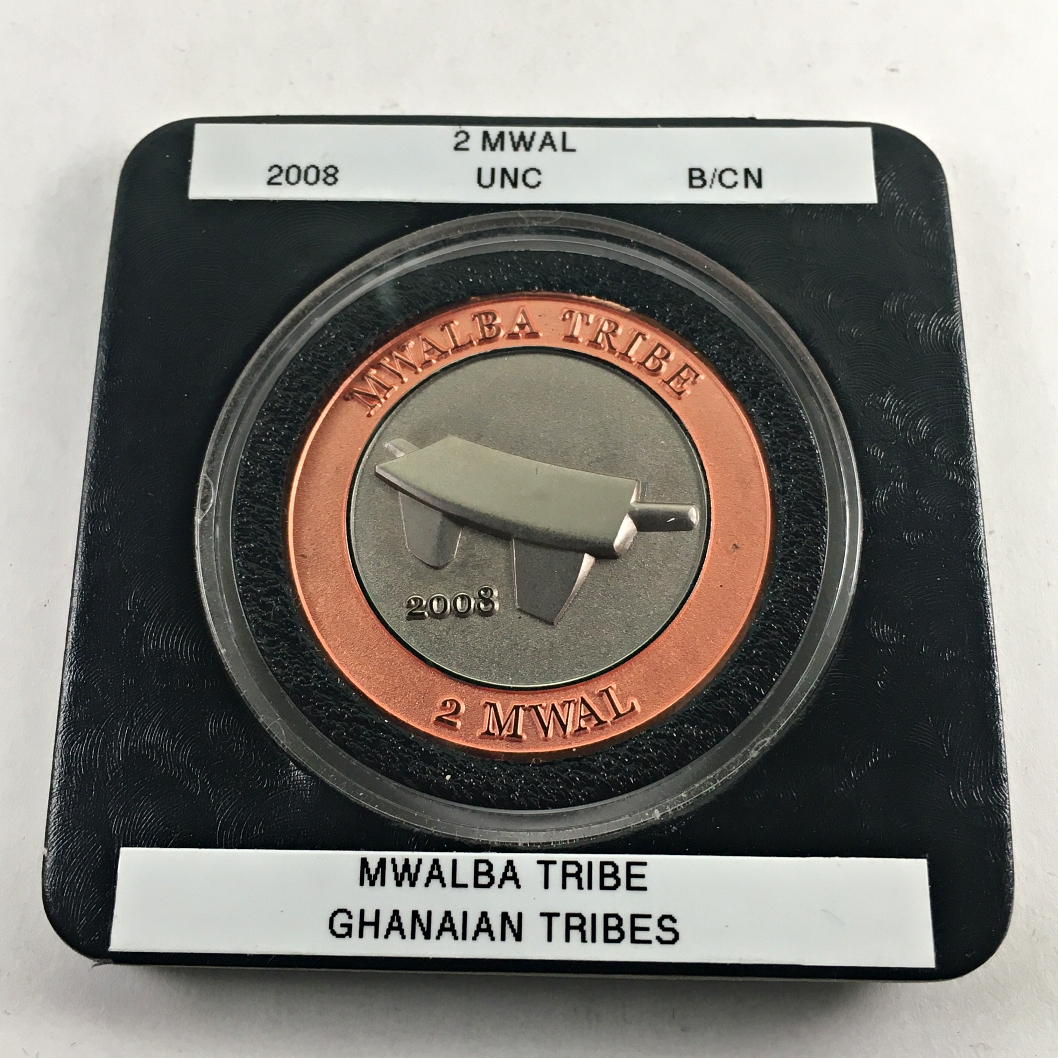 2 MWAL
2008 UNC B/CN
MWALBA TRIBE
2008
2 MWAL
MWALBA TRIBE
GHANAIAN TRIBES